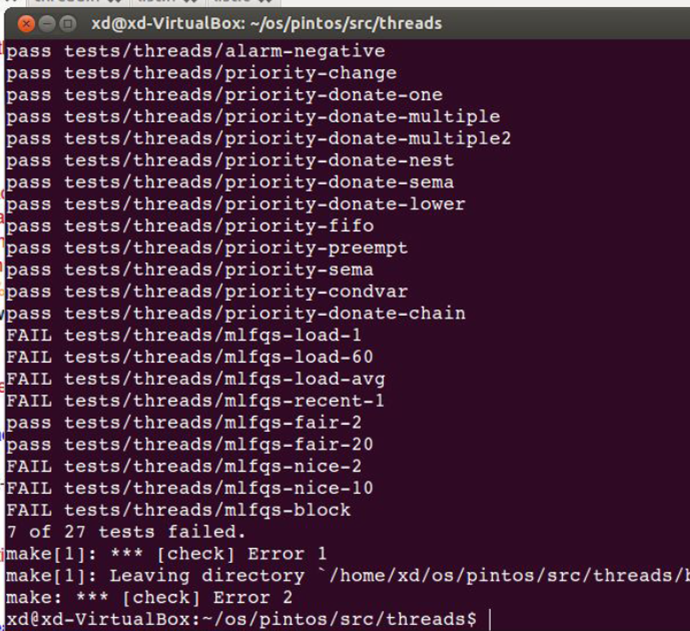 xd@xd-VirtualBox: ~/os/pintos/src/threads
pass tests/threads/alarm-negative
pass tests/threads/priority-change
pass tests/threads/priority-donate-one
pass tests/threads/priority-donate-multiple
pass tests/threads/priority-donate-multiple2
pass tests/threads/priority-donate-nest
pass tests/threads/priority-donate-sema
pass tests/threads/priority-donate-lower
pass tests/threads/priority-fifo
pass tests/threads/priority-preempt
pass tests/threads/priority-sema
pass tests/threads/priority-condvar
pass tests/threads/priority-donate-chain
FAIL tests/threads/mlfqs-load-1
FAIL tests/threads/mlfqs-load-60
FAIL tests/threads/mlfqs-load-avg
FAIL tests/threads/mlfqs-recent-1
pass tests/threads/mlfqs-fair-2
pass tests/threads/mlfqs-fair-20
FAIL tests/threads/mlfqs-nice-2
FAIL tests/threads/mlfqs-nice-10
FAIL tests/threads/mlfqs-block
7 of 27 tests failed.
make[1]: *** [check] Error 1
make[1]: Leaving directory `/home/xd/os/pintos/src/threads/b
make: *** [check] Error 2
xd@xd-VirtualBox:~/os/pintos/src/threads$